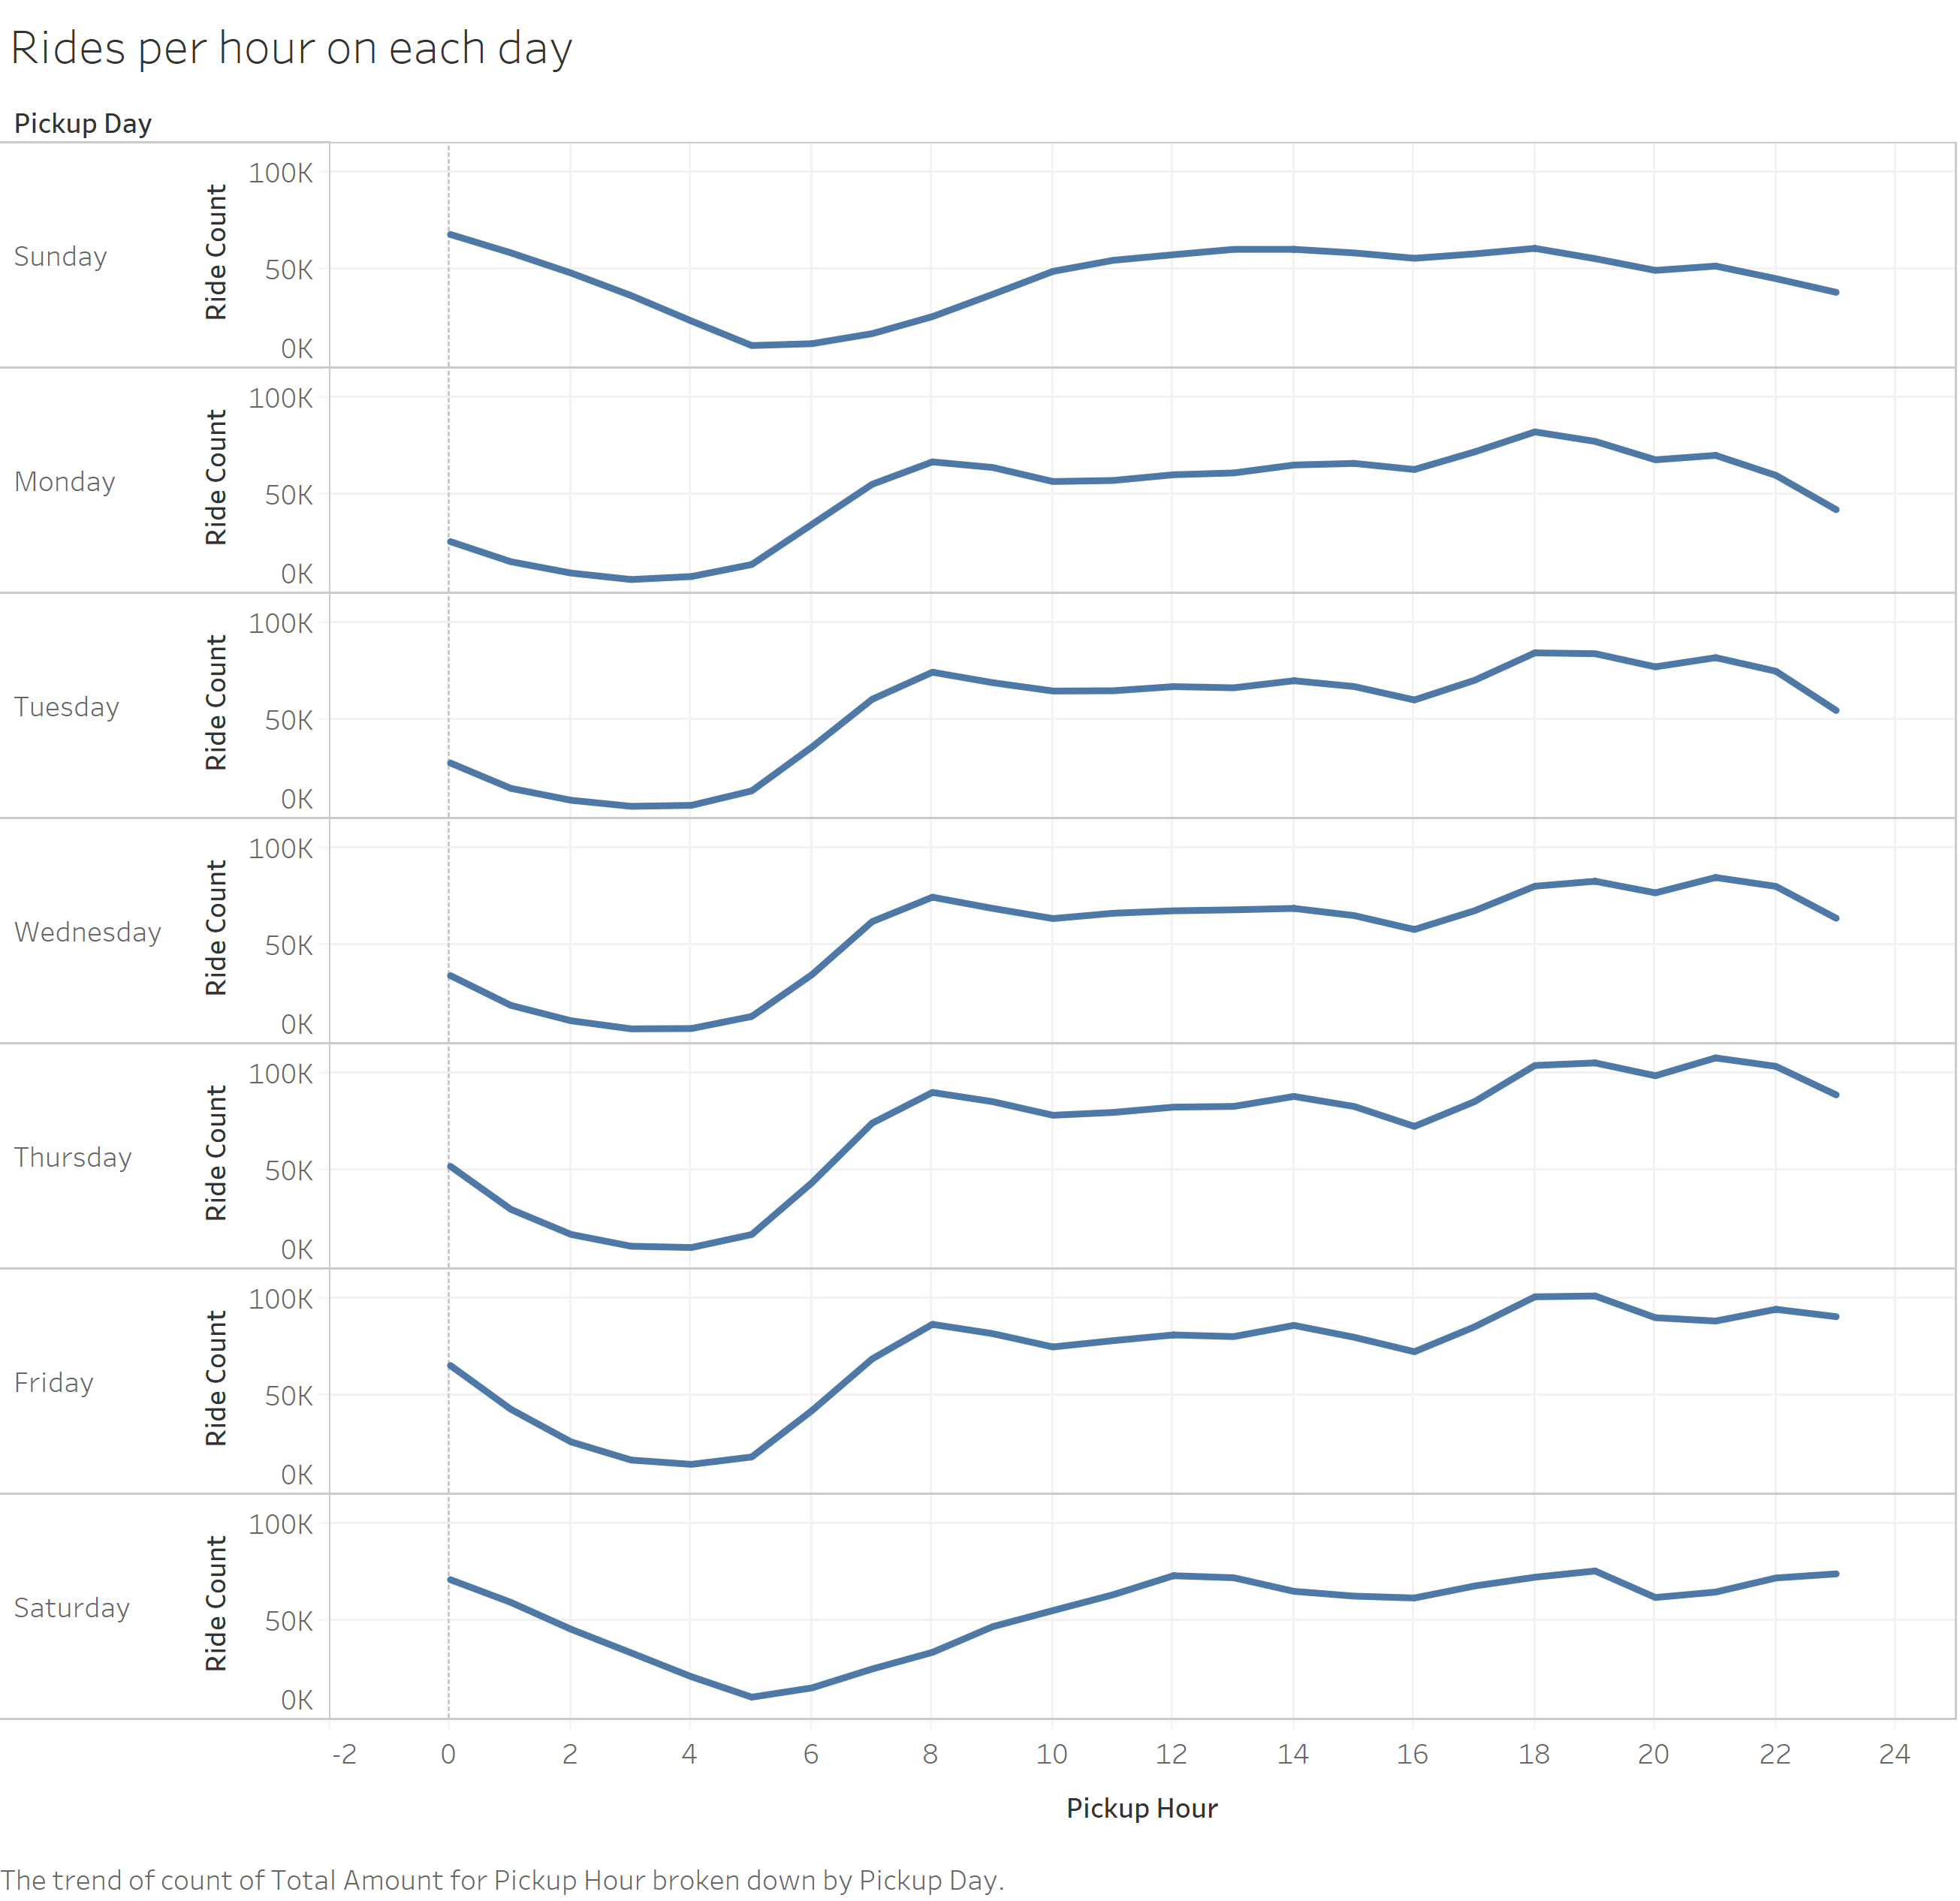 Rides per hour on each day
Pickup Day
Sunday
Ride Count
100K
50K
0K
Monday
Ride Count
100K
50K
0K
Tuesday
Ride Count
100K
50K
0K
Wednesday
Ride Count
100K
50K
0K
Thursday
Ride Count
100K
50K
0K
Friday
Ride Count
100K
50K
0K
Saturday
Ride Count
100K
50K
0K
-2 0 2 4 6 8 10 12 14 16 18 20 22 24
Pickup Hour
The trend of count of Total Amount for Pickup Hour broken down by Pickup Day.